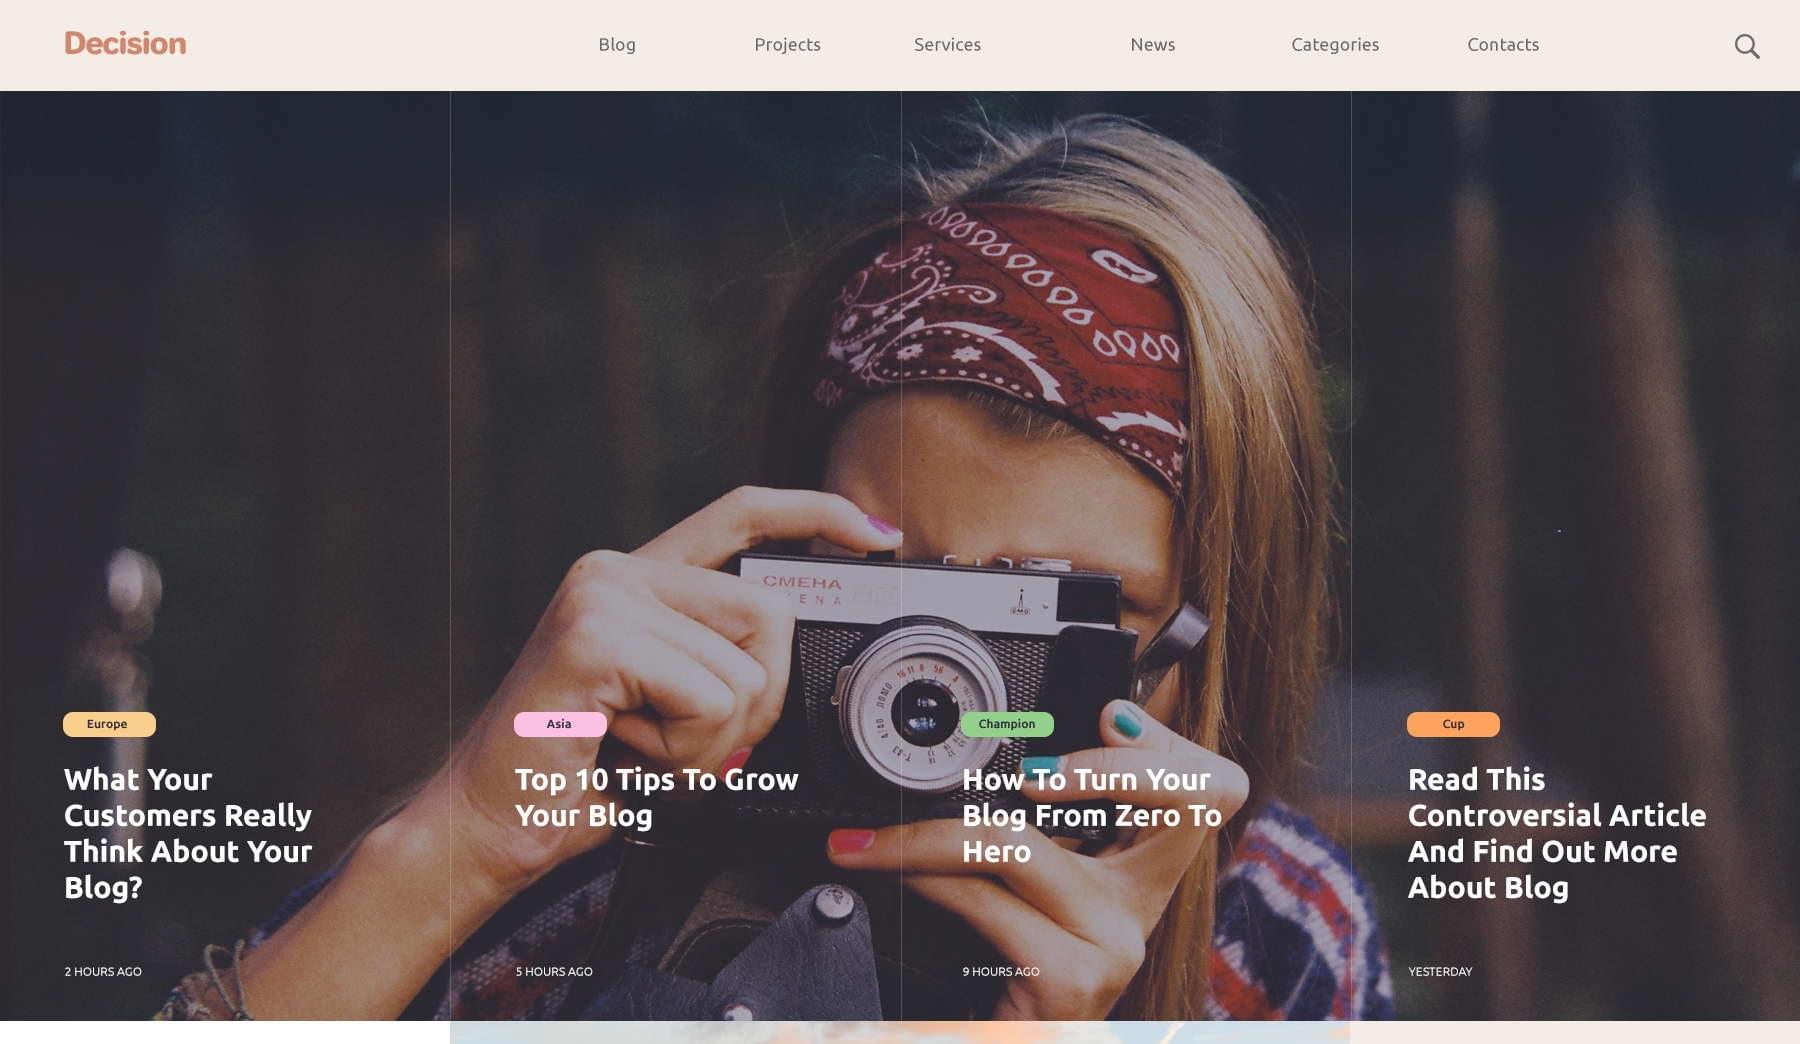 Decision
Blog
Projects
Services
News
Categories
Contacts
СМЕНА
Europe
What Your
Customers Really
Think About Your
Blog?
2 HOURS AGO
Asia
Top 10 Tips To Grow
Your Blog
5 HOURS AGO
Champion
How To Turn Your
Blog From Zero To
Hero
9 HOURS AGO
Cup
Read This
Controversial Article
And Find Out More
About Blog
YESTERDAY